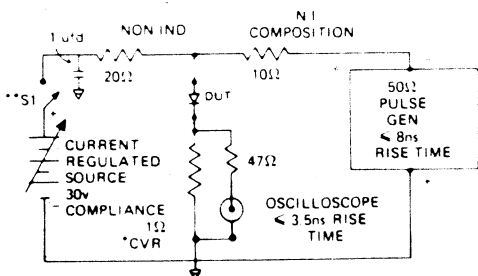 NON IND
N I
COMPOSITION
1 ufd
20Ω
10Ω
**S1
+
DUT
50Ω
PULSE
GEN
≤ 8ns
RISE TIME
+
CURRENT
REGULATED
SOURCE
30v
COMPLIANCE
−
47Ω
1Ω
*CVR
OSCILLOSCOPE
≤ 3.5ns RISE
TIME